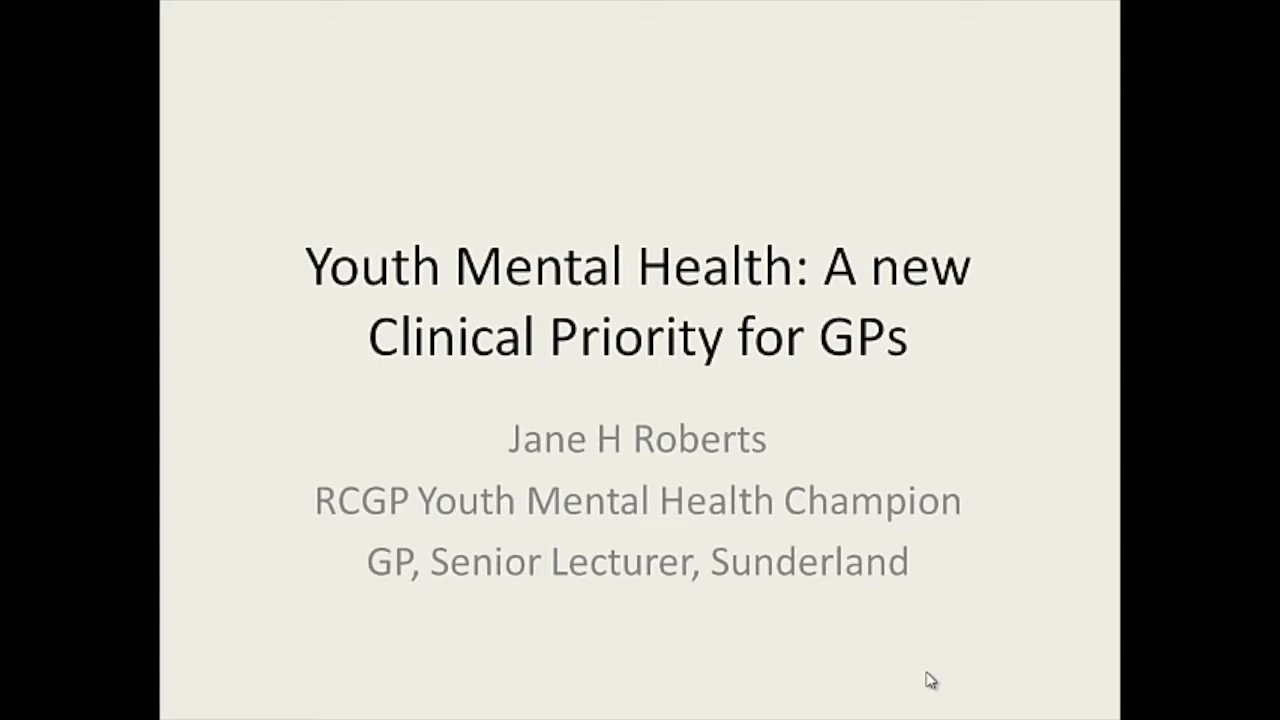 Youth Mental Health: A new
Clinical Priority for GPs
Jane H Roberts
RCGP Youth Mental Health Champion
GP, Senior Lecturer, Sunderland